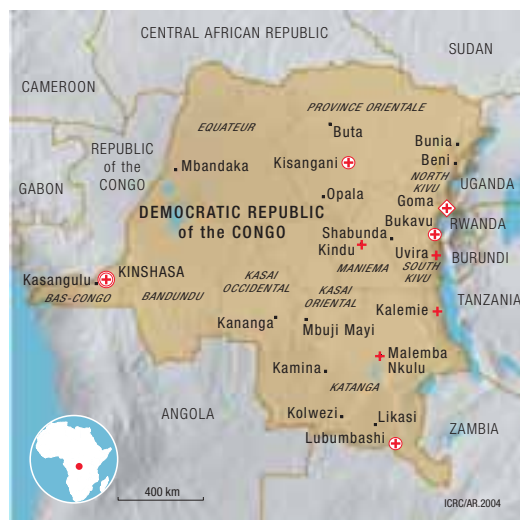 CENTRAL AFRICAN REPUBLIC
SUDAN
CAMEROON
PROVINCE ORIENTALE
EQUATEUR
Buta
REPUBLIC
of the
CONGO
Bunia
Mbandaka
Kisangani
Beni
NORTH
KIVU
UGANDA
GABON
Opala
Goma
DEMOCRATIC REPUBLIC
of the CONGO
Bukavu
RWANDA
Shabunda
Kindu
Uvira
BURUNDI
MANIEMA
SOUTH
KIVU
KINSHASA
Kasangulu
BAS-CONGO
BANDUNDU
KASAI
OCCIDENTAL
KASAI
ORIENTAL
TANZANIA
Kalemie
Kananga
Mbuji Mayi
Malemba
Nkulu
Kamina
KATANGA
ANGOLA
Kolwezi
Likasi
ZAMBIA
Lubumbashi
400 km
ICRC/AR.2004